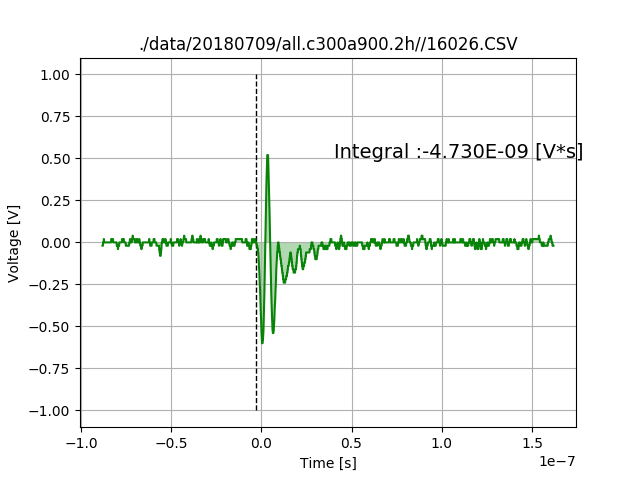 ./data/20180709/all.c300a900.2h//16026.CSV
1.00
0.75
Integral :-4.730E-09 [V*s]
0.50
0.25
0.00
−0.25
−0.50
−0.75
−1.00
Voltage [V]
−1.0 −0.5 0.0 0.5 1.0 1.5
1e−7
Time [s]